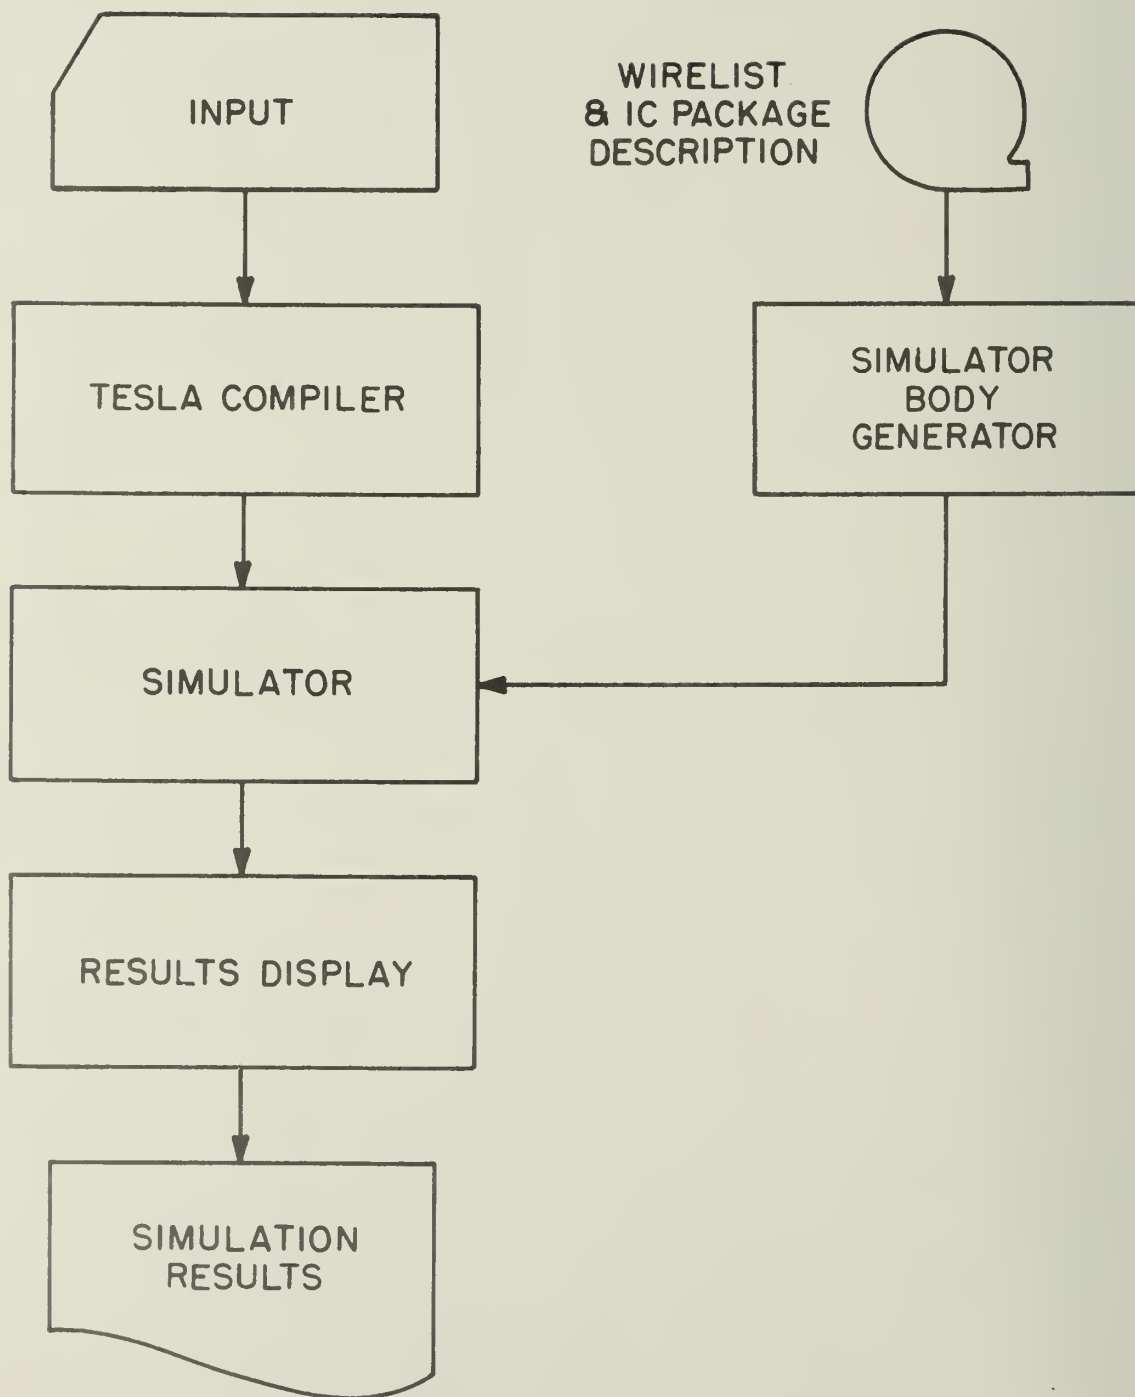 INPUT
WIRELIST
& IC PACKAGE
DESCRIPTION
TESLA COMPILER
SIMULATOR
BODY
GENERATOR
SIMULATOR
RESULTS DISPLAY
SIMULATION
RESULTS